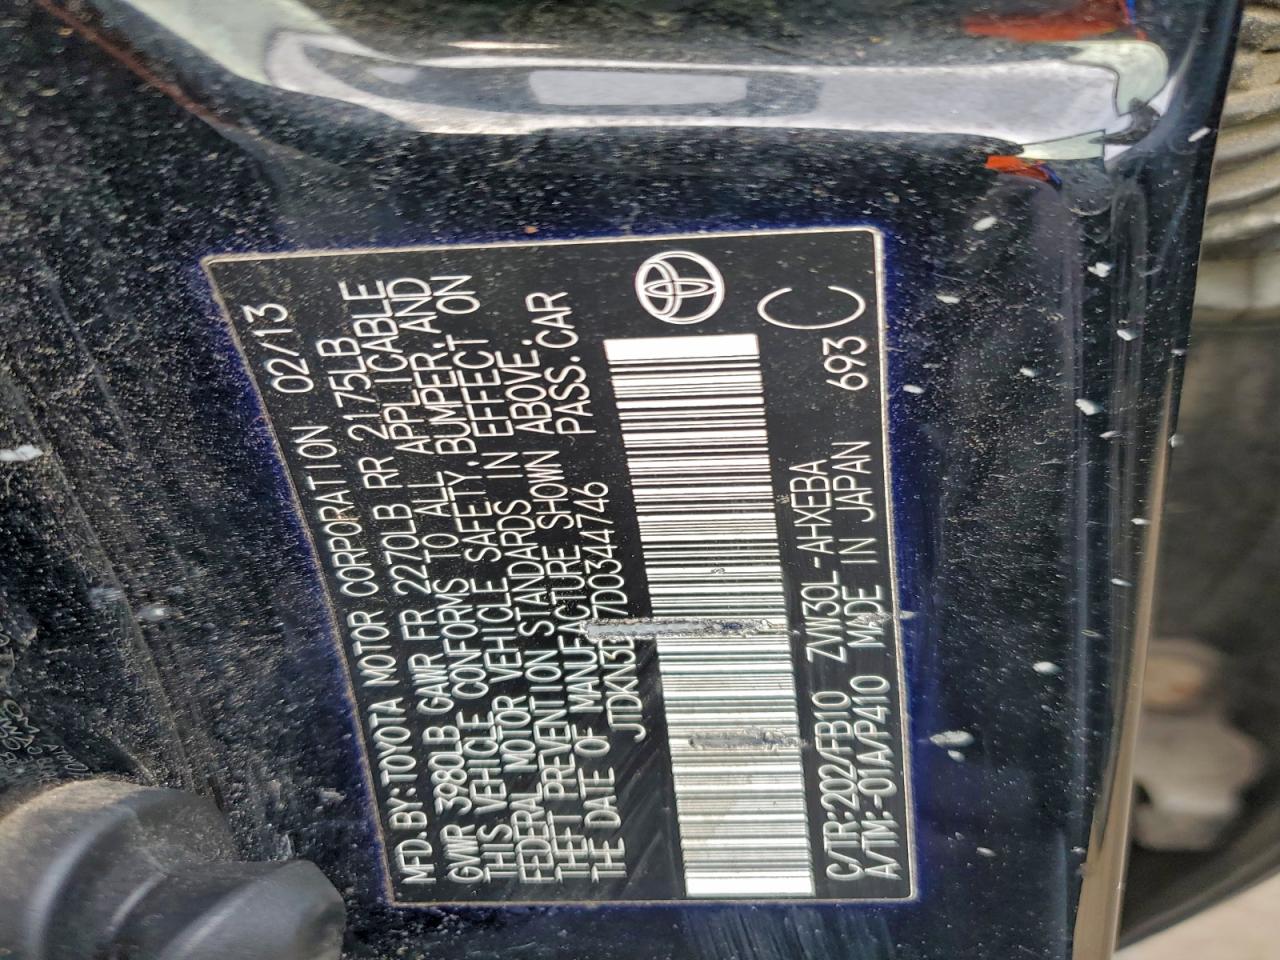 MFD.BY:TOYOTA MOTOR CORPORATION 02/13
GVWR 3980LB GAWR FR 2270LB RR 2175LB
THIS VEHICLE CONFORMS TO ALL APPLICABLE
FEDERAL MOTOR VEHICLE SAFETY, BUMPER, AND
THEFT PREVENTION STANDARDS IN EFFECT ON
THE DATE OF MANUFACTURE SHOWN ABOVE.
JTDKN3D 7D0344746 PASS.CAR
C/TR:202/FB10 ZVW30L-AHXEBA 693 C
A/TM:-01A/P410 MADE IN JAPAN